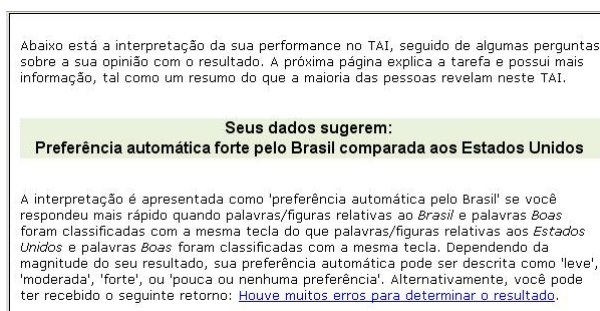 Abaixo está a interpretação da sua performance no TAI, seguido de algumas perguntas
sobre a sua opinião com o resultado. A próxima página explica a tarefa e possui mais
informação, tal como um resumo do que a maioria das pessoas revelam neste TAI.
Seus dados sugerem:
Preferência automática forte pelo Brasil comparada aos Estados Unidos
A interpretação é apresentada como 'preferência automática pelo Brasil' se você
respondeu mais rápido quando palavras/figuras relativas ao Brasil e palavras Boas
foram classificadas com a mesma tecla do que palavras/figuras relativas aos Estados
Unidos e palavras Boas foram classificadas com a mesma tecla. Dependendo da
magnitude do seu resultado, sua preferência automática pode ser descrita como 'leve',
'moderada', 'forte', ou 'pouca ou nenhuma preferência'. Alternativamente, você pode
ter recebido o seguinte retorno: Houve muitos erros para determinar o resultado.